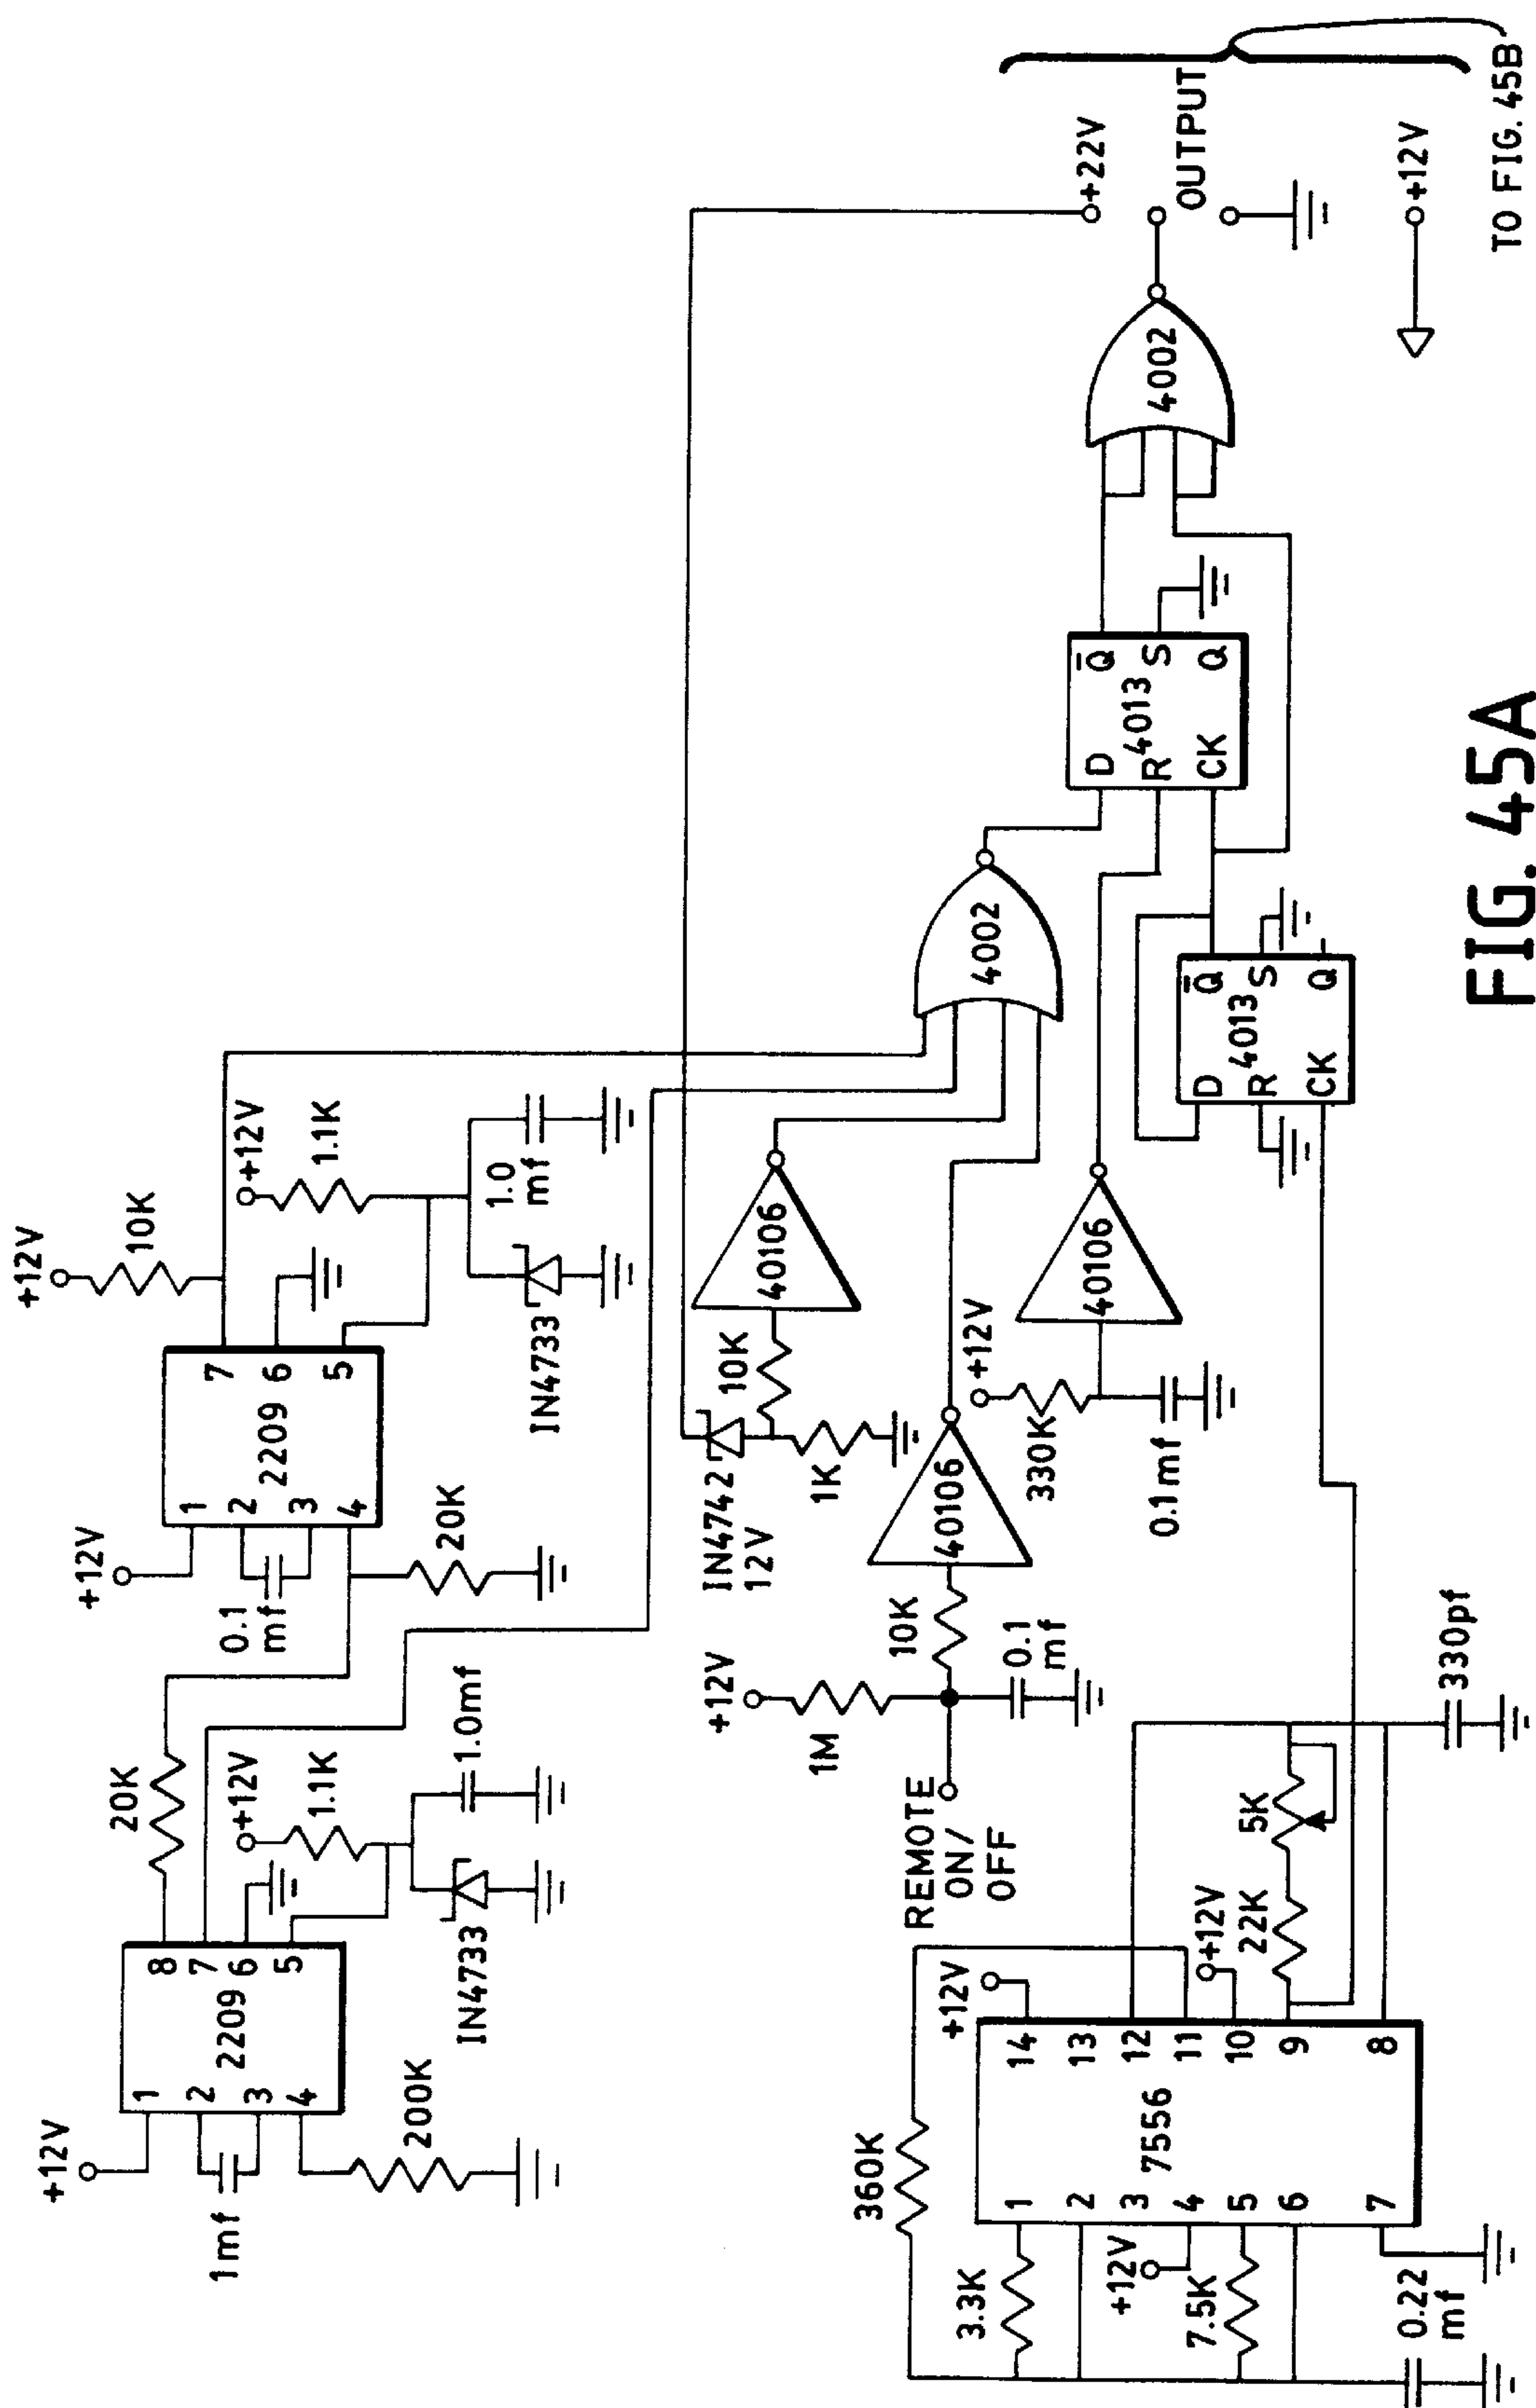 +12V
1
2
3
4
1mf
200K
2209
8
7
6
5
20K
+12V
1.1K
1.0mf
IN4733
+12V
1
2
3
4
0.1
mf
20K
2209
7
6
5
+12V
10K
+12V
1.1K
1.0
mf
IN4733
IN4742
12V
10K
1K
40106
+12V
1M
REMOTE
ON/
OFF
10K
0.1
mf
40106
+12V
330K
0.1mf
40106
4002
360K
3.3K
+12V
7.5K
0.22
mf
1
2
3
4
5
6
7
7556
14
13
12
11
10
9
8
+12V
+12V
22K
5K
330pf
D
R
CK
4013
Q̅
S
Q
D
R
CK
4013
Q̅
S
Q
4002
+22V
OUTPUT
+12V
TO FIG. 45B
FIG. 45A